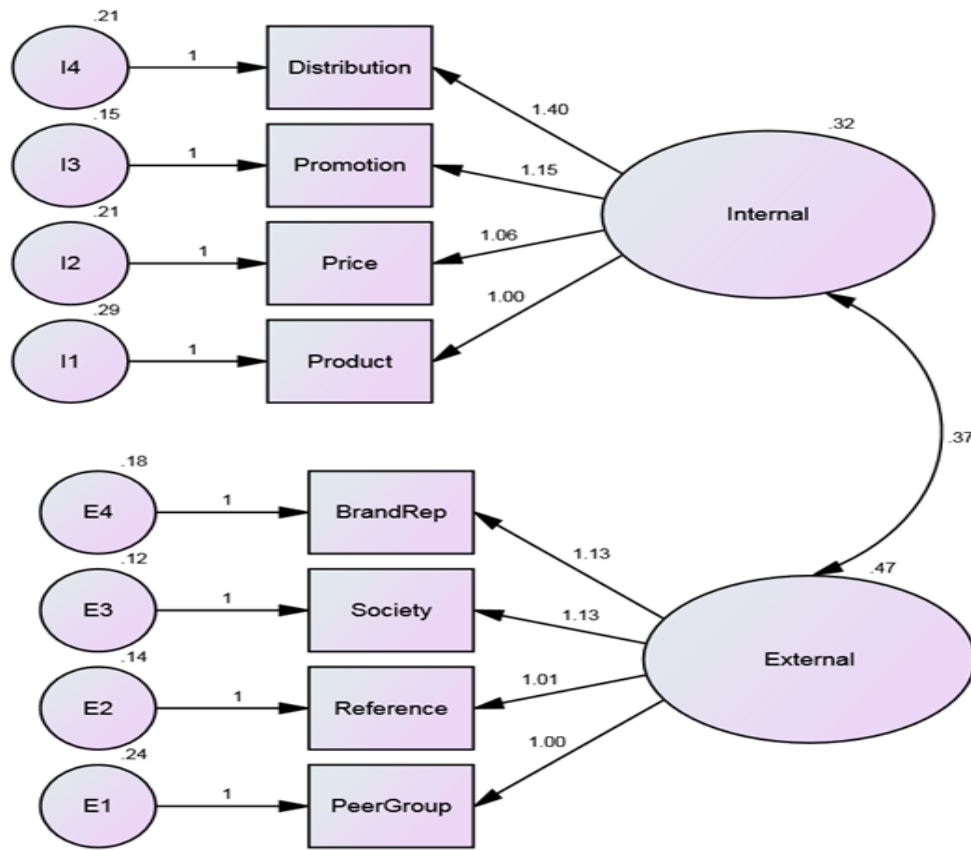 .21
I4
1
Distribution
1.40
.15
I3
1
Promotion
1.15
.32
Internal
.21
I2
1
Price
1.06
.29
I1
1
Product
1.00
.37
.18
E4
1
BrandRep
1.13
.47
External
.12
E3
1
Society
1.13
.14
E2
1
Reference
1.01
.24
E1
1
PeerGroup
1.00